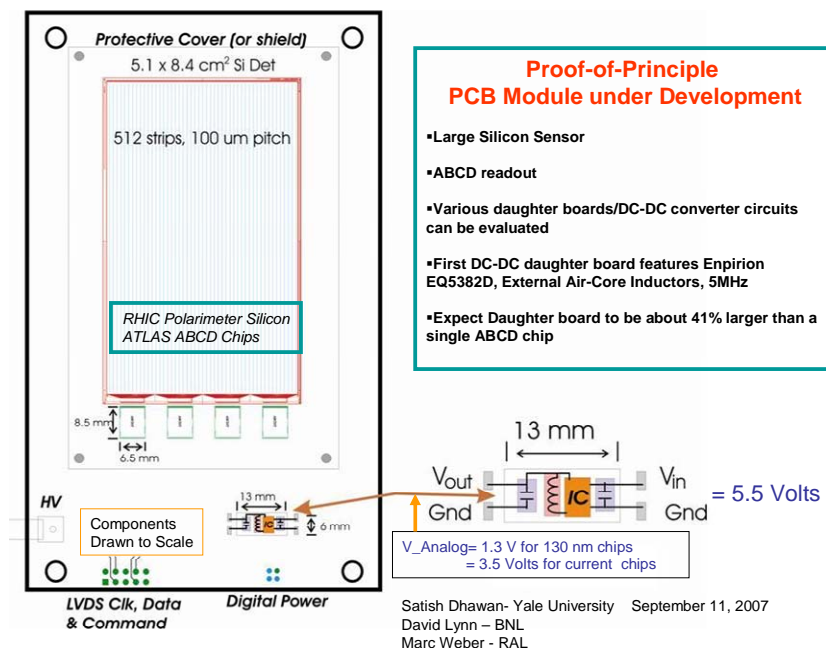 Protective Cover (or shield)
5.1 x 8.4 cm² Si Det
512 strips, 100 um pitch
RHIC Polarimeter Silicon
ATLAS ABCD Chips
8.5 mm
6.5 mm
HV
13 mm
6 mm
Components
Drawn to Scale
LVDS Clk, Data
& Command
Digital Power
Proof-of-Principle
PCB Module under Development
▪Large Silicon Sensor
▪ABCD readout
▪Various daughter boards/DC-DC converter circuits
can be evaluated
▪First DC-DC daughter board features Enpirion
EQ5382D, External Air-Core Inductors, 5MHz
▪Expect Daughter board to be about 41% larger than a
single ABCD chip
13 mm
Vout
Vin
IC
= 5.5 Volts
Gnd
Gnd
V_Analog= 1.3 V for 130 nm chips
= 3.5 Volts for current chips
Satish Dhawan- Yale University September 11, 2007
David Lynn – BNL
Marc Weber - RAL